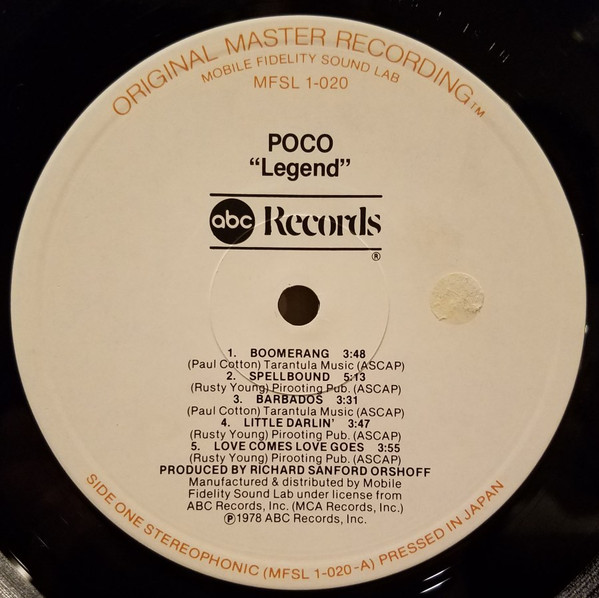 ORIGINAL MASTER RECORDING™
MOBILE FIDELITY SOUND LAB
MFSL 1-020
POCO
“Legend”
abc Records
®
1. BOOMERANG 3:48
(Paul Cotton) Tarantula Music (ASCAP)
2. SPELLBOUND 5:13
(Rusty Young) Pirooting Pub. (ASCAP)
3. BARBADOS 3:31
(Paul Cotton) Tarantula Music (ASCAP)
4. LITTLE DARLIN’ 3:47
(Rusty Young) Pirooting Pub. (ASCAP)
5. LOVE COMES LOVE GOES 3:55
(Rusty Young) Pirooting Pub. (ASCAP)
PRODUCED BY RICHARD SANFORD ORSHOFF
Manufactured & distributed by Mobile
Fidelity Sound Lab under license from
ABC Records, Inc. (MCA Records, Inc.)
℗1978 ABC Records, Inc.
SIDE ONE STEREOPHONIC (MFSL 1-020-A) PRESSED IN JAPAN